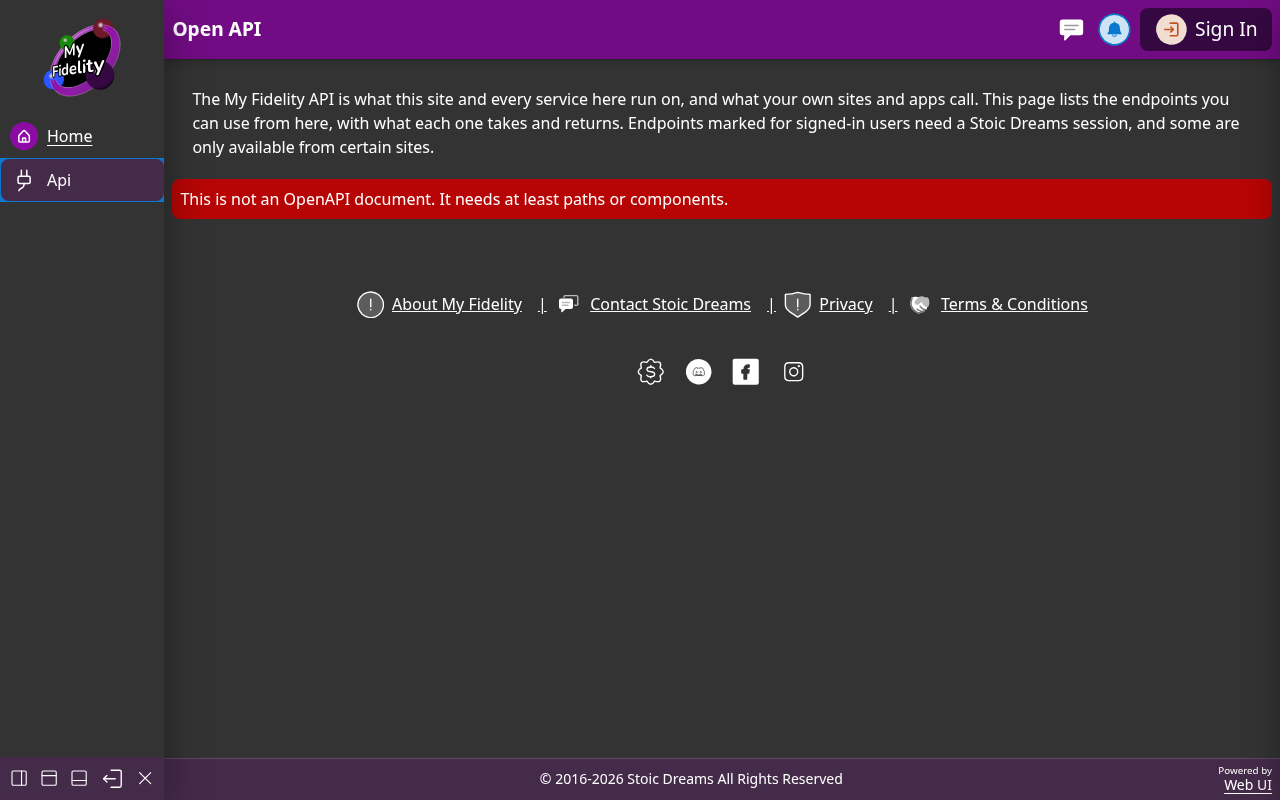 My
Fidelity
Open API
Sign In
Home
Api
The My Fidelity API is what this site and every service here run on, and what your own sites and apps call. This page lists the endpoints you
can use from here, with what each one takes and returns. Endpoints marked for signed-in users need a Stoic Dreams session, and some are
only available from certain sites.
This is not an OpenAPI document. It needs at least paths or components.
About My Fidelity | Contact Stoic Dreams | Privacy | Terms & Conditions
© 2016-2026 Stoic Dreams All Rights Reserved
Powered by
Web UI